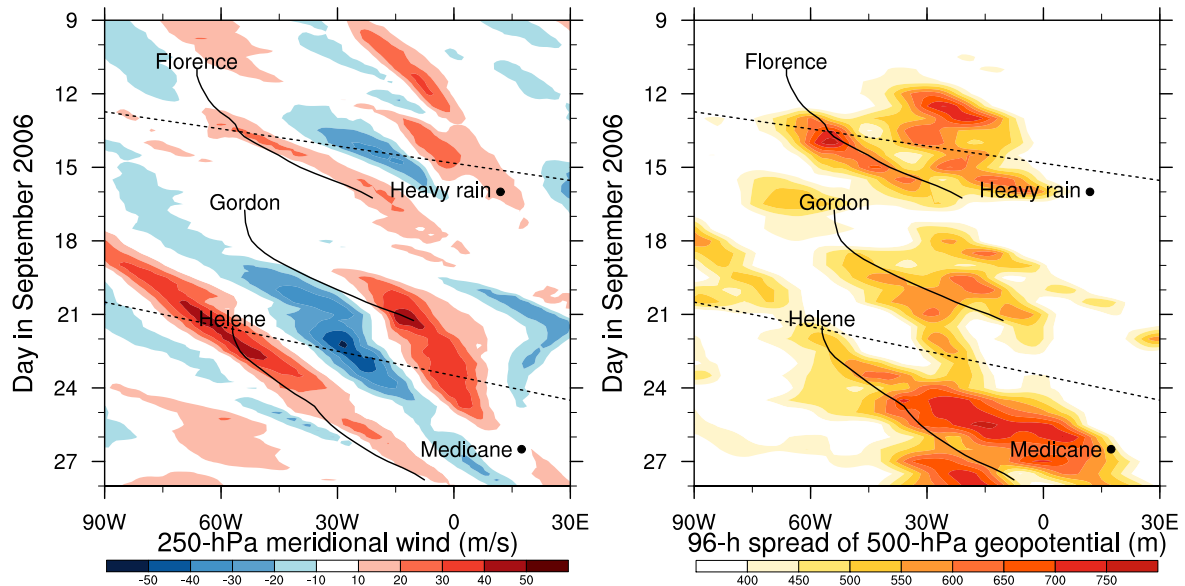 Day in September 2006
9
12
15
18
21
24
27
Florence
Heavy rain
Gordon
Helene
Medicane
90W
60W
30W
0
30E
250-hPa meridional wind (m/s)
-50 -40 -30 -20 -10 10 20 30 40 50
Day in September 2006
9
12
15
18
21
24
27
Florence
Heavy rain
Gordon
Helene
Medicane
90W
60W
30W
0
30E
96-h spread of 500-hPa geopotential (m)
400 450 500 550 600 650 700 750